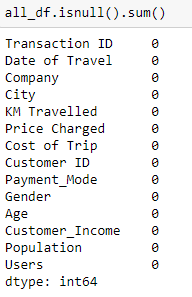 all_df.isnull().sum()
Transaction ID 0
Date of Travel 0
Company 0
City 0
KM Travelled 0
Price Charged 0
Cost of Trip 0
Customer ID 0
Payment_Mode 0
Gender 0
Age 0
Customer_Income 0
Population 0
Users 0
dtype: int64